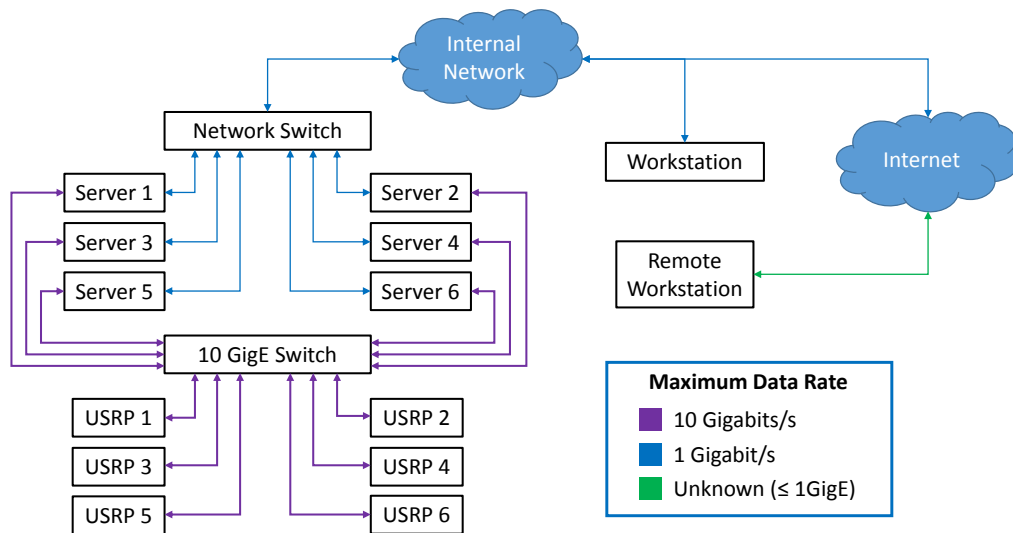 Internal
Network
Network Switch
Workstation
Internet
Server 1
Server 2
Server 3
Server 4
Remote
Workstation
Server 5
Server 6
10 GigE Switch
Maximum Data Rate
10 Gigabits/s
1 Gigabit/s
Unknown (≤ 1GigE)
USRP 1
USRP 2
USRP 3
USRP 4
USRP 5
USRP 6